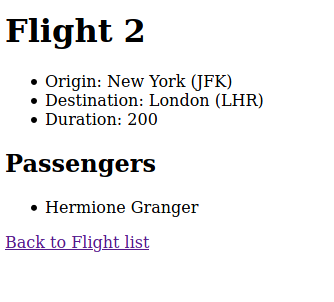 Flight 2
Origin: New York (JFK)
Destination: London (LHR)
Duration: 200
Passengers
Hermione Granger
Back to Flight list